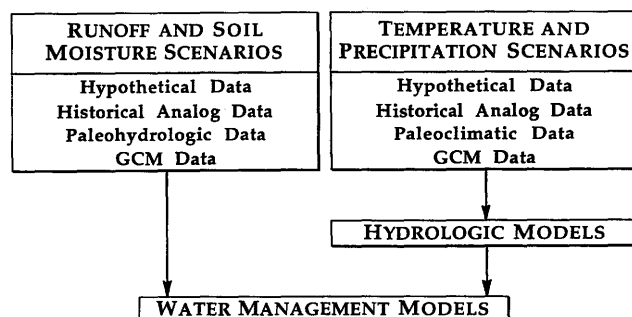 RUNOFF AND SOIL
MOISTURE SCENARIOS
Hypothetical Data
Historical Analog Data
Paleohydrologic Data
GCM Data
TEMPERATURE AND
PRECIPITATION SCENARIOS
Hypothetical Data
Historical Analog Data
Paleoclimatic Data
GCM Data
HYDROLOGIC MODELS
WATER MANAGEMENT MODELS